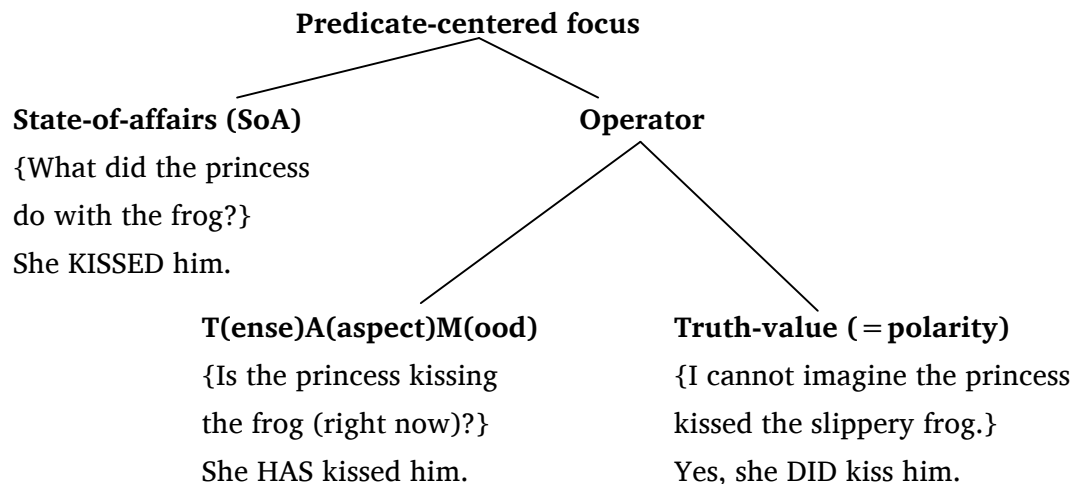 Predicate-centered focus
State-of-affairs (SoA)
{What did the princess
do with the frog?}
She KISSED him.
Operator
T(ense)A(aspect)M(ood)
{Is the princess kissing
the frog (right now)?}
She HAS kissed him.
Truth-value (=polarity)
{I cannot imagine the princess
kissed the slippery frog.}
Yes, she DID kiss him.